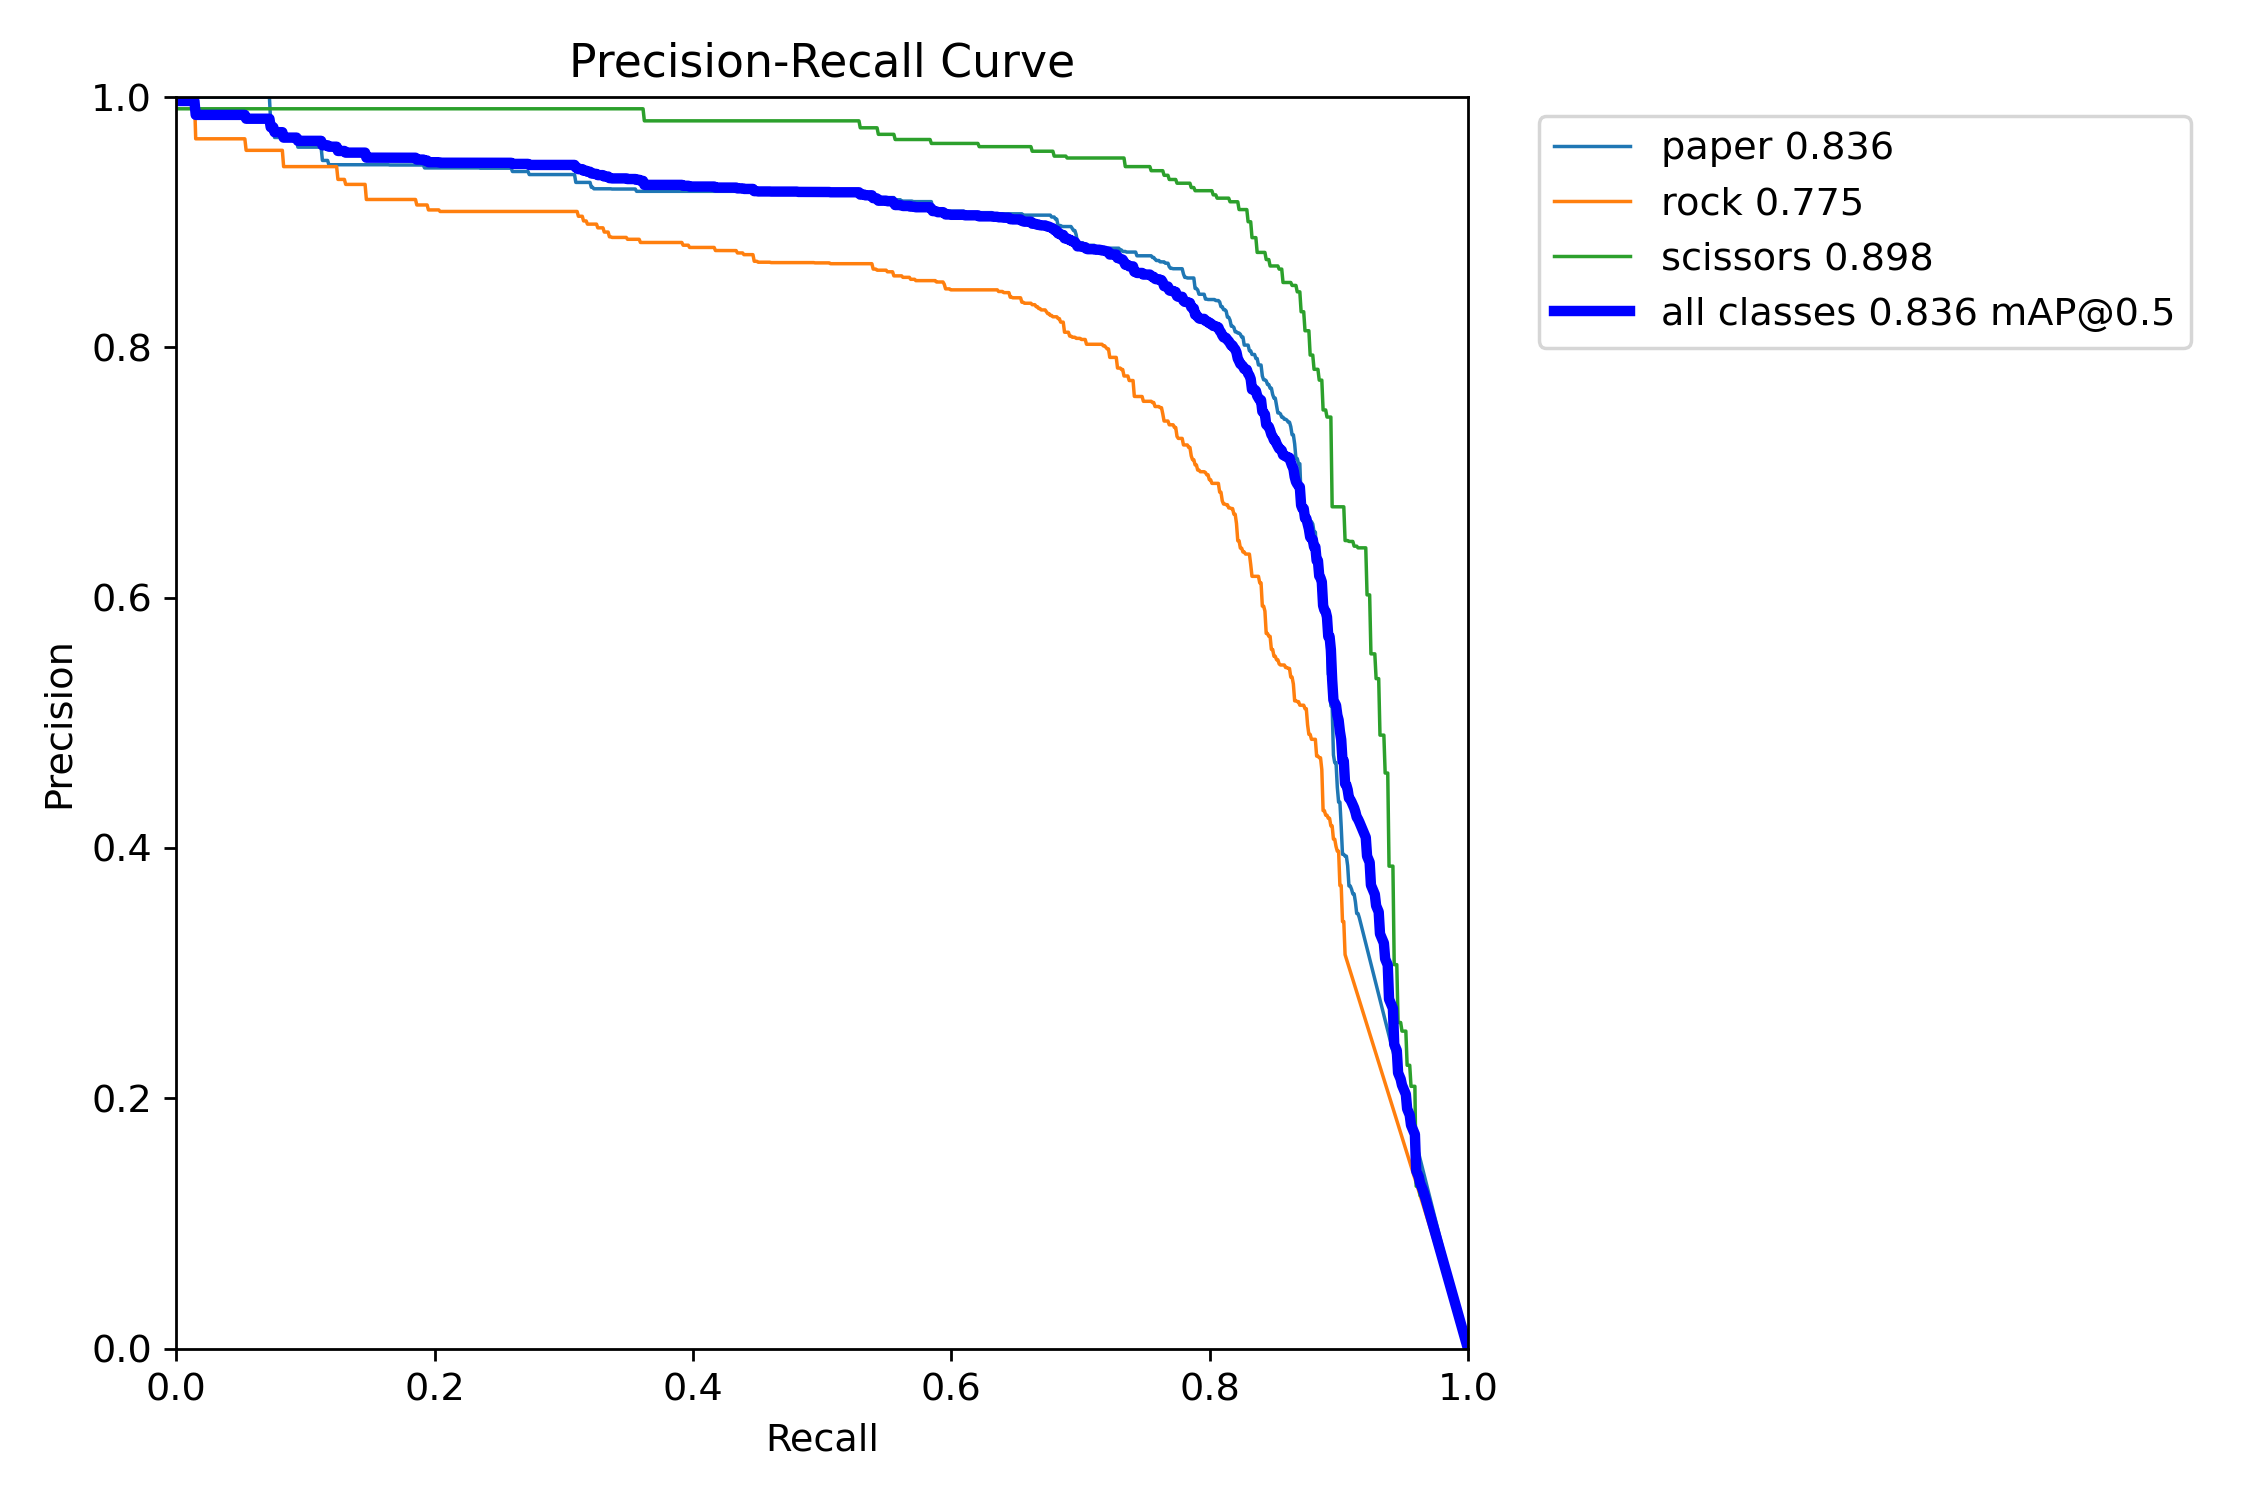 Precision-Recall Curve
1.0
0.8
0.6
0.4
0.2
0.0
Precision
0.0 0.2 0.4 0.6 0.8 1.0
Recall
paper 0.836
rock 0.775
scissors 0.898
all classes 0.836 mAP@0.5